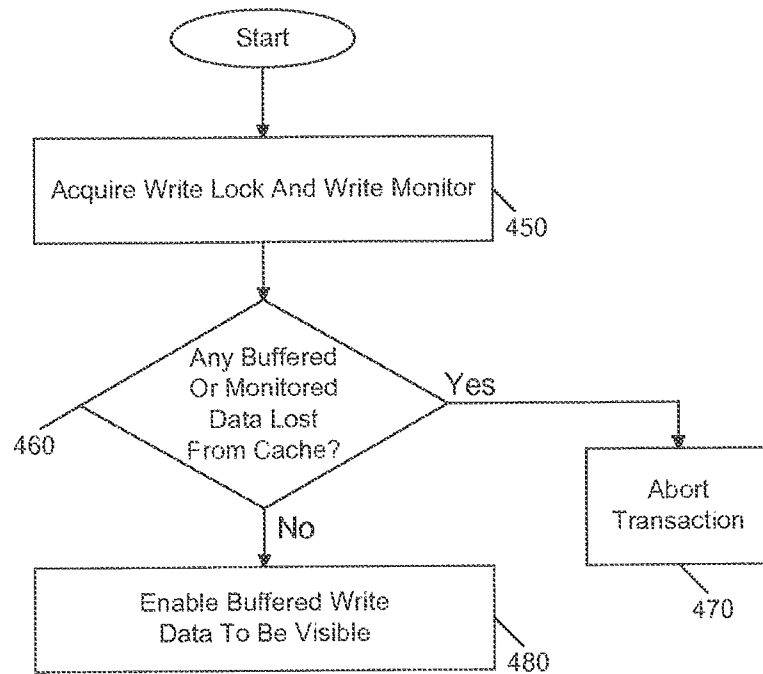 Start
Acquire Write Lock And Write Monitor
450
Any Buffered
Or Monitored
Data Lost
From Cache?
460
Yes
Abort
Transaction
470
No
Enable Buffered Write
Data To Be Visible
480